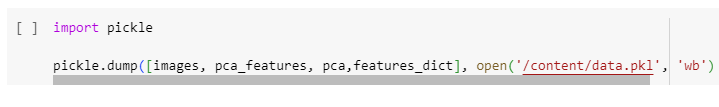 [ ] import pickle
pickle.dump([images, pca_features, pca,features_dict], open('/content/data.pkl', 'wb')